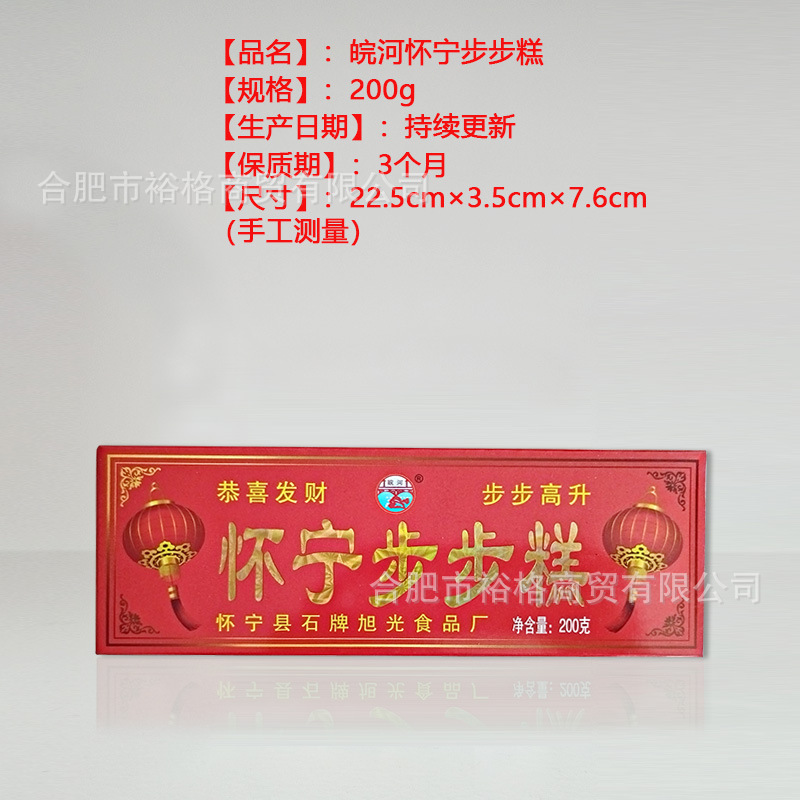 【品名】：皖河怀宁步步糕
【规格】：200g
【生产日期】：持续更新
【保质期】：3个月
合肥市裕格商贸有限公司
【尺寸】：22.5cm×3.5cm×7.6cm
（手工测量）
皖河
®
恭喜发财
步步高升
怀宁步步糕
合肥市裕格商贸有限公司
怀宁县石牌旭光食品厂
净含量：200克